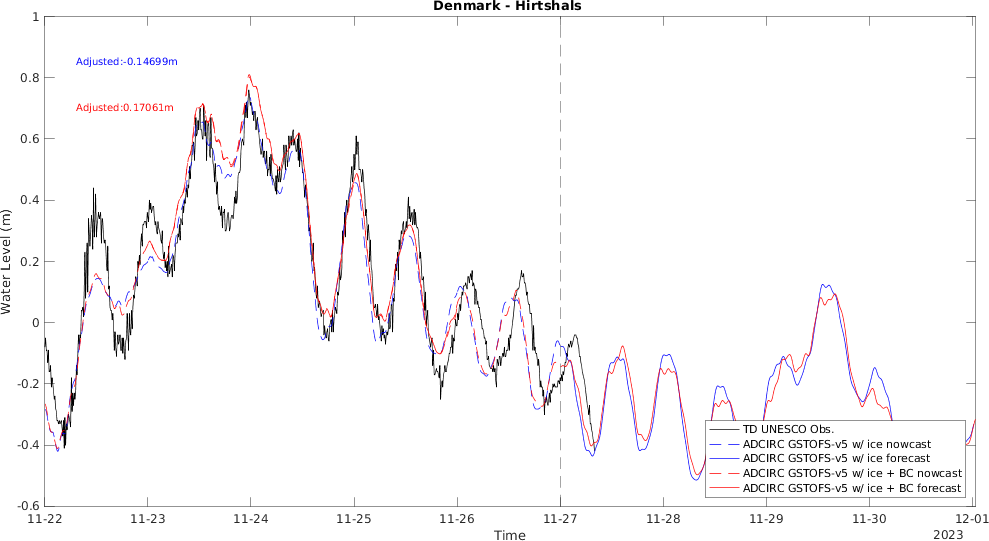 Denmark - Hirtshals
Adjusted:-0.14699m
Adjusted:0.17061m
Water Level (m)
1
0.8
0.6
0.4
0.2
0
-0.2
-0.4
-0.6
11-22
11-23
11-24
11-25
11-26
11-27
11-28
11-29
11-30
12-01
2023
Time
TD UNESCO Obs.
ADCIRC GSTOFS-v5 w/ ice nowcast
ADCIRC GSTOFS-v5 w/ ice forecast
ADCIRC GSTOFS-v5 w/ ice + BC nowcast
ADCIRC GSTOFS-v5 w/ ice + BC forecast